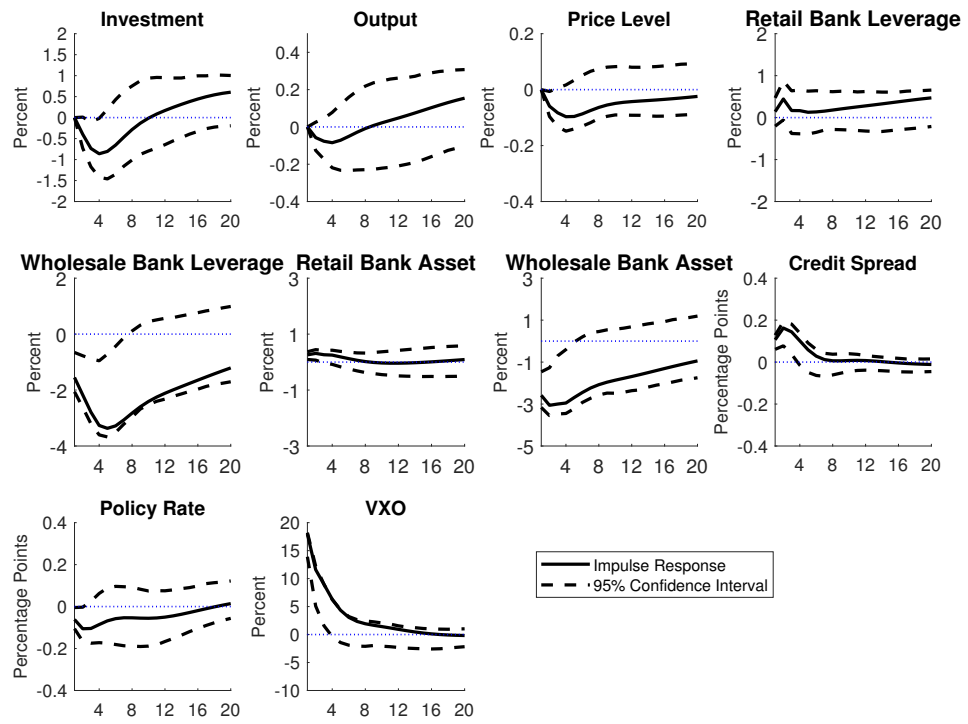 Investment
Percent
2
1.5
1
0.5
0
-0.5
-1
-1.5
-2
4 8 12 16 20
Output
Percent
0.4
0.2
0
-0.2
-0.4
4 8 12 16 20
Price Level
Percent
0.2
0
-0.2
-0.4
4 8 12 16 20
Retail Bank Leverage
Percent
2
1
0
-1
-2
4 8 12 16 20
Wholesale Bank Leverage
Percent
2
0
-2
-4
4 8 12 16 20
Retail Bank Asset
Percent
3
1
-1
-3
4 8 12 16 20
Wholesale Bank Asset
Percent
3
1
-1
-3
-5
4 8 12 16 20
Credit Spread
Percentage Points
0.4
0.2
0
-0.2
-0.4
4 8 12 16 20
Policy Rate
Percentage Points
0.4
0.2
0
-0.2
-0.4
4 8 12 16 20
VXO
Percent
20
15
10
5
0
-5
-10
4 8 12 16 20
Impulse Response
95% Confidence Interval